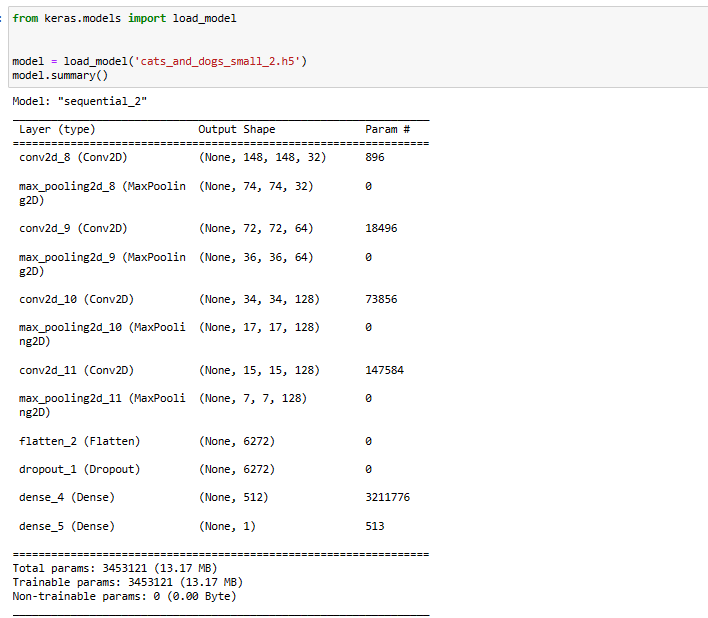 from keras.models import load_model
model = load_model('cats_and_dogs_small_2.h5')
model.summary()
Model: "sequential_2"
_________________________________________________________________
Layer (type) Output Shape Param #
=================================================================
conv2d_8 (Conv2D) (None, 148, 148, 32) 896
max_pooling2d_8 (MaxPoolin (None, 74, 74, 32) 0
g2D)
conv2d_9 (Conv2D) (None, 72, 72, 64) 18496
max_pooling2d_9 (MaxPoolin (None, 36, 36, 64) 0
g2D)
conv2d_10 (Conv2D) (None, 34, 34, 128) 73856
max_pooling2d_10 (MaxPooli (None, 17, 17, 128) 0
ng2D)
conv2d_11 (Conv2D) (None, 15, 15, 128) 147584
max_pooling2d_11 (MaxPooli (None, 7, 7, 128) 0
ng2D)
flatten_2 (Flatten) (None, 6272) 0
dropout_1 (Dropout) (None, 6272) 0
dense_4 (Dense) (None, 512) 3211776
dense_5 (Dense) (None, 1) 513
=================================================================
Total params: 3453121 (13.17 MB)
Trainable params: 3453121 (13.17 MB)
Non-trainable params: 0 (0.00 Byte)
_________________________________________________________________